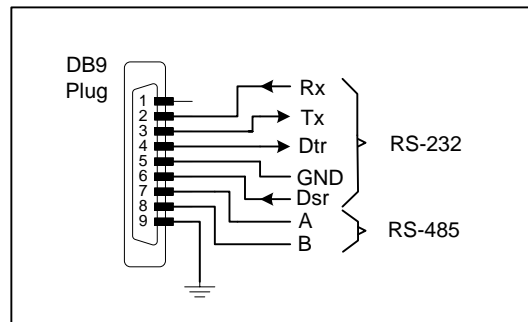 DB9
Plug
1
2
3
4
5
6
7
8
9
Rx
Tx
Dtr
GND
Dsr
A
B
RS-232
RS-485